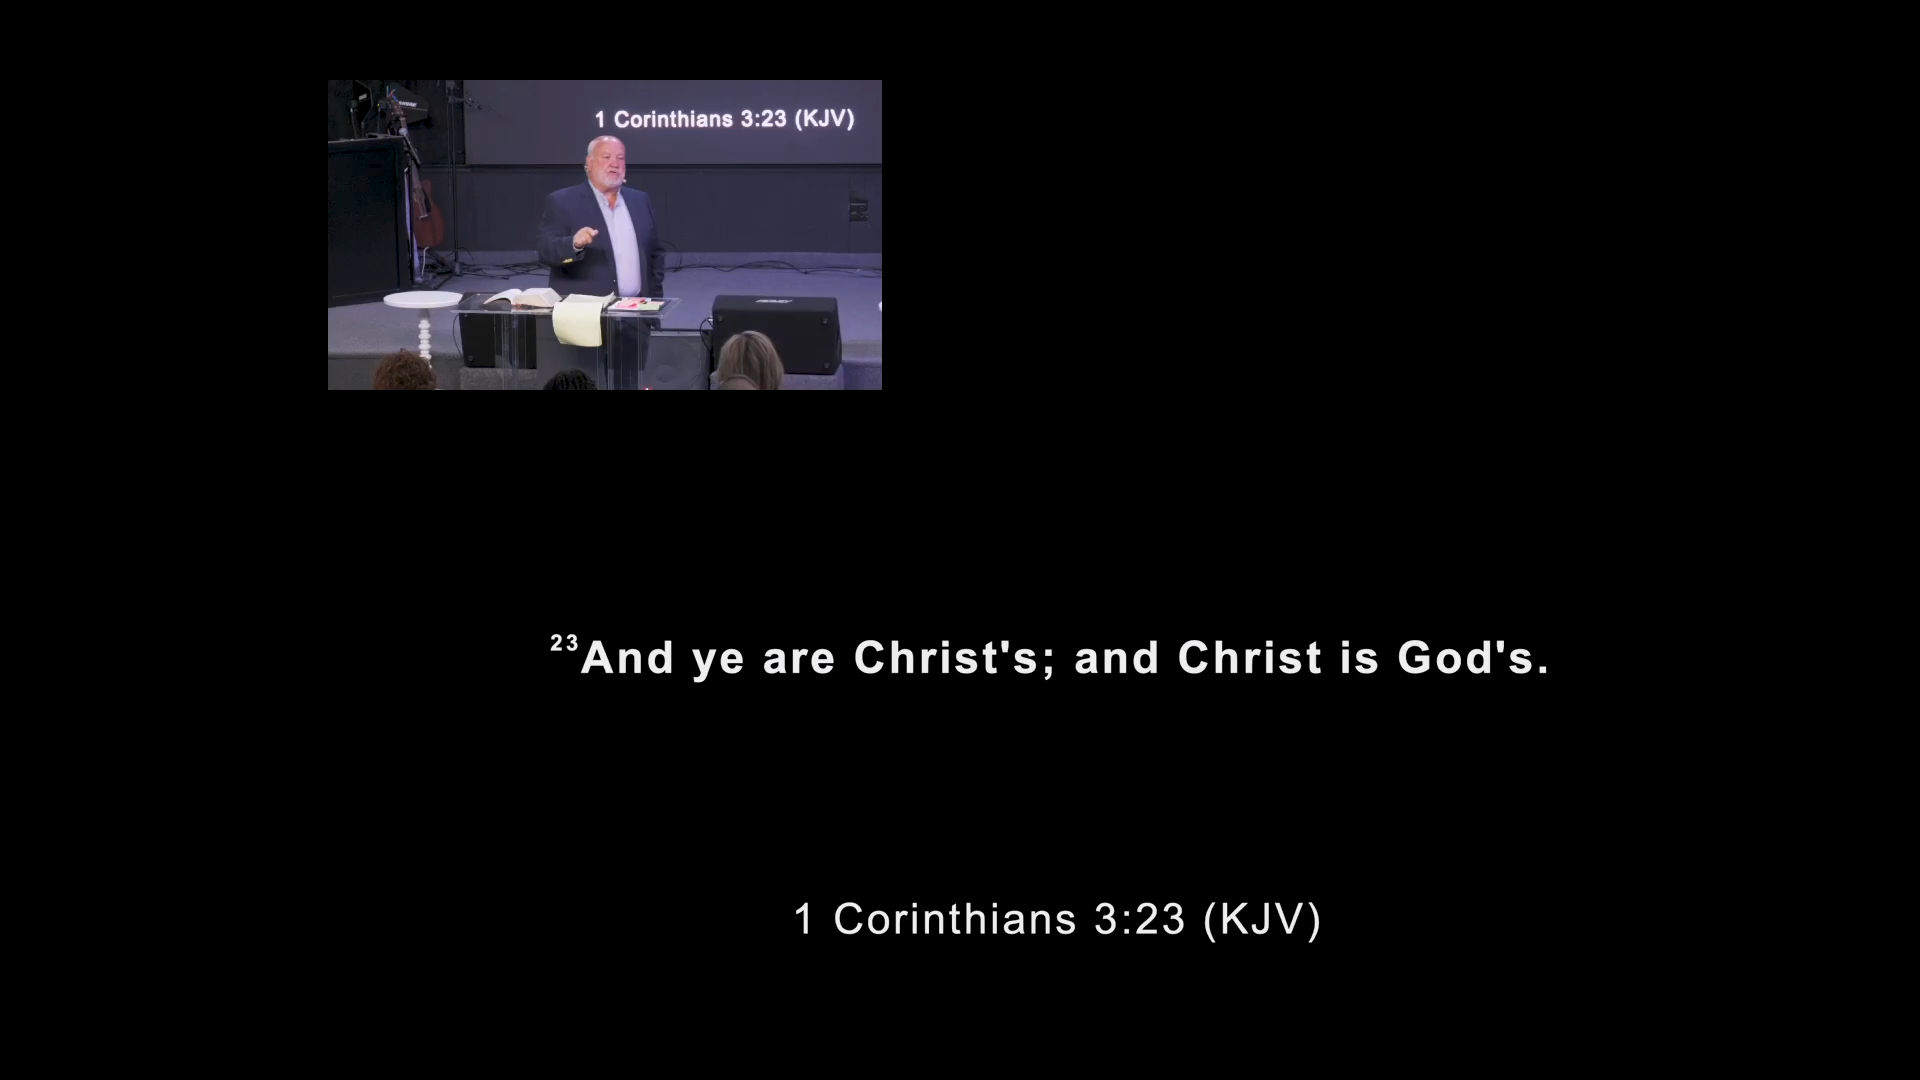 1 Corinthians 3:23 (KJV)
23And ye are Christ's; and Christ is God's.
1 Corinthians 3:23 (KJV)